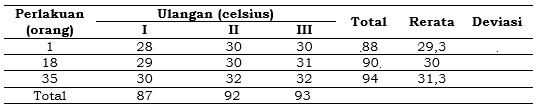 Perlakuan (orang) Ulangan (celsius) Total Rerata Deviasi
I II III
1 28 30 30 .88 29,3 .
18 29 30 31 90. 30
35 30 32 32 94 31,3
Total 87 92 93